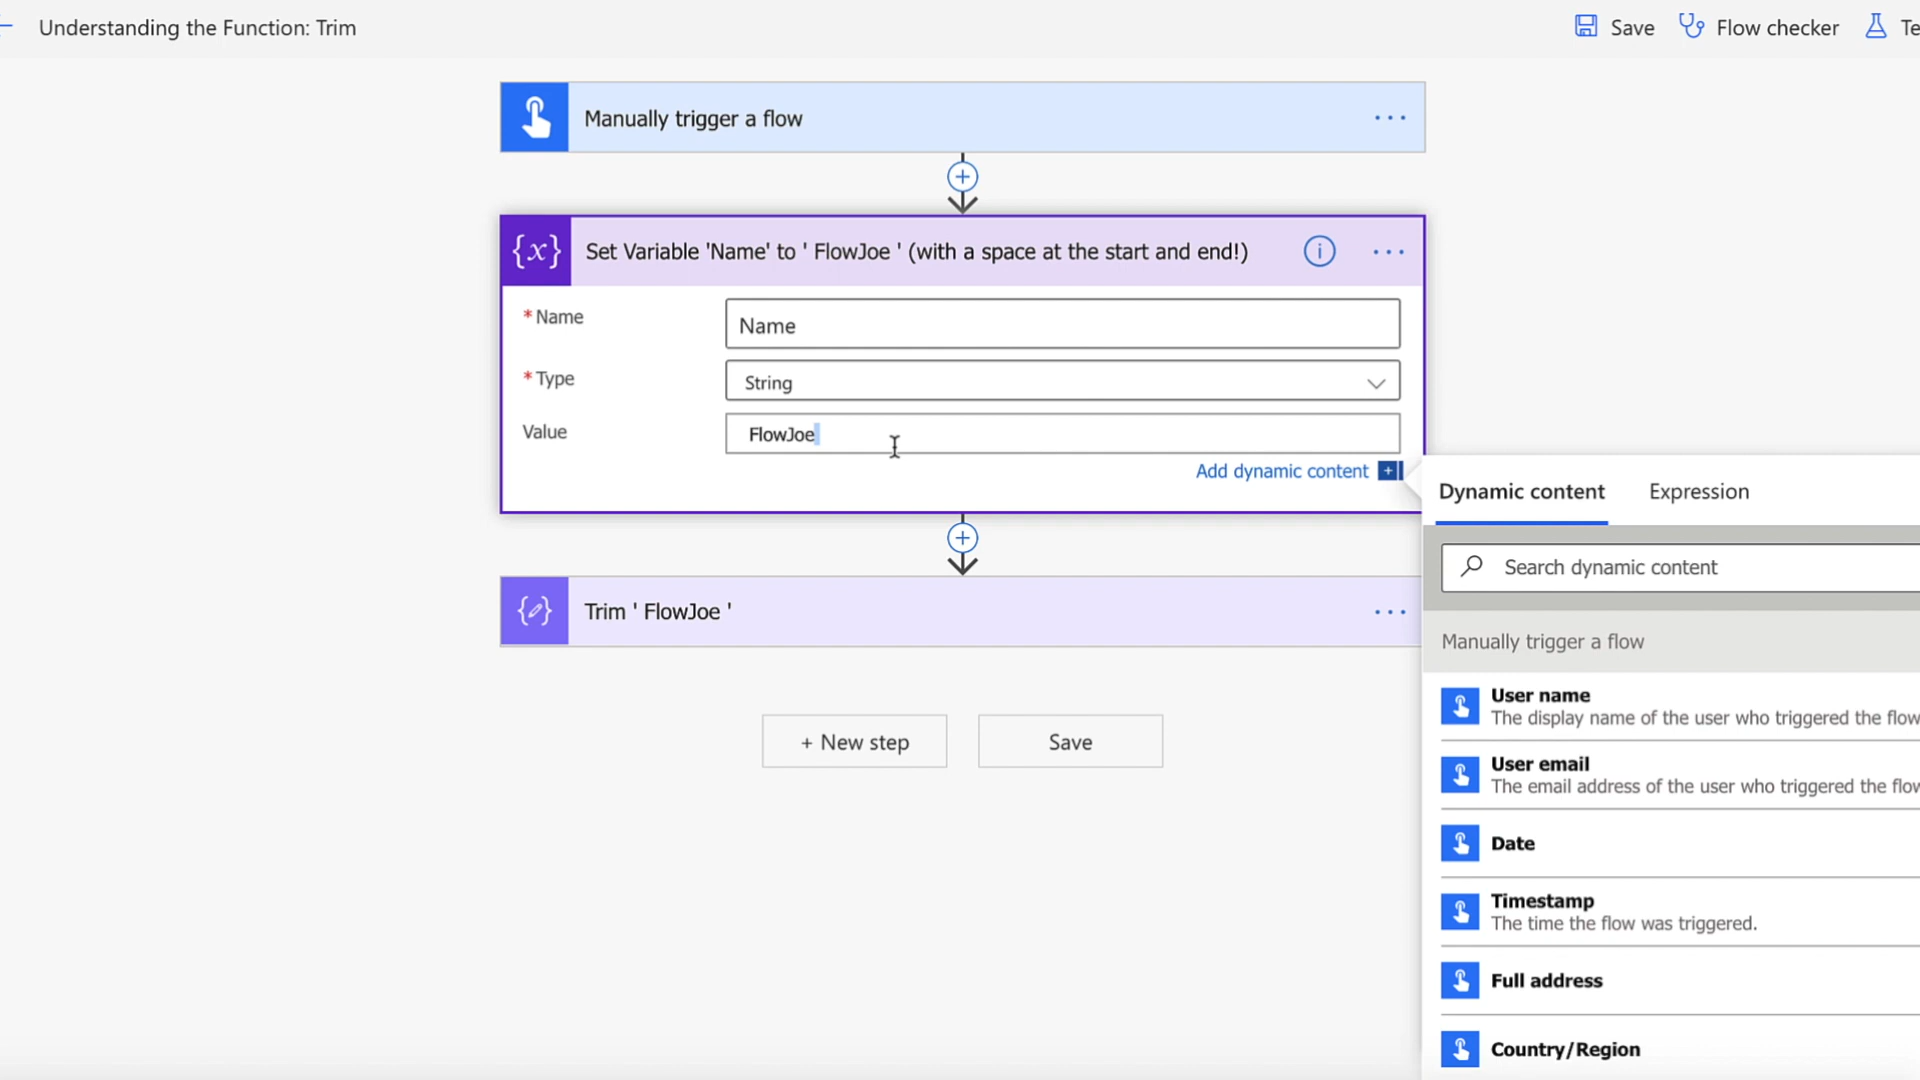 Understanding the Function: Trim
Save
Flow checker
Te
Manually trigger a flow
{x}
Set Variable 'Name' to ' FlowJoe ' (with a space at the start and end!)
* Name
Name
* Type
String
Value
FlowJoe
Add dynamic content
Dynamic content
Expression
Search dynamic content
Trim ' FlowJoe '
Manually trigger a flow
User name
The display name of the user who triggered the flow
User email
The email address of the user who triggered the flow
+ New step
Save
Date
Timestamp
The time the flow was triggered.
Full address
Country/Region